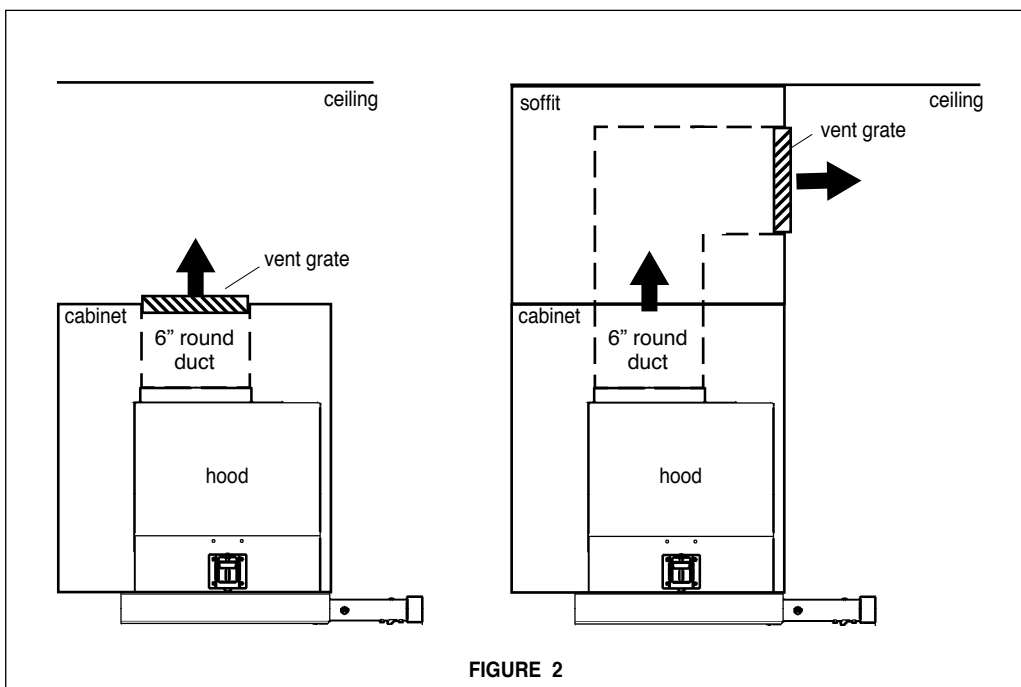 ceiling
vent grate
cabinet
6” round
duct
hood
soffit
ceiling
vent grate
cabinet
6” round
duct
hood
FIGURE 2